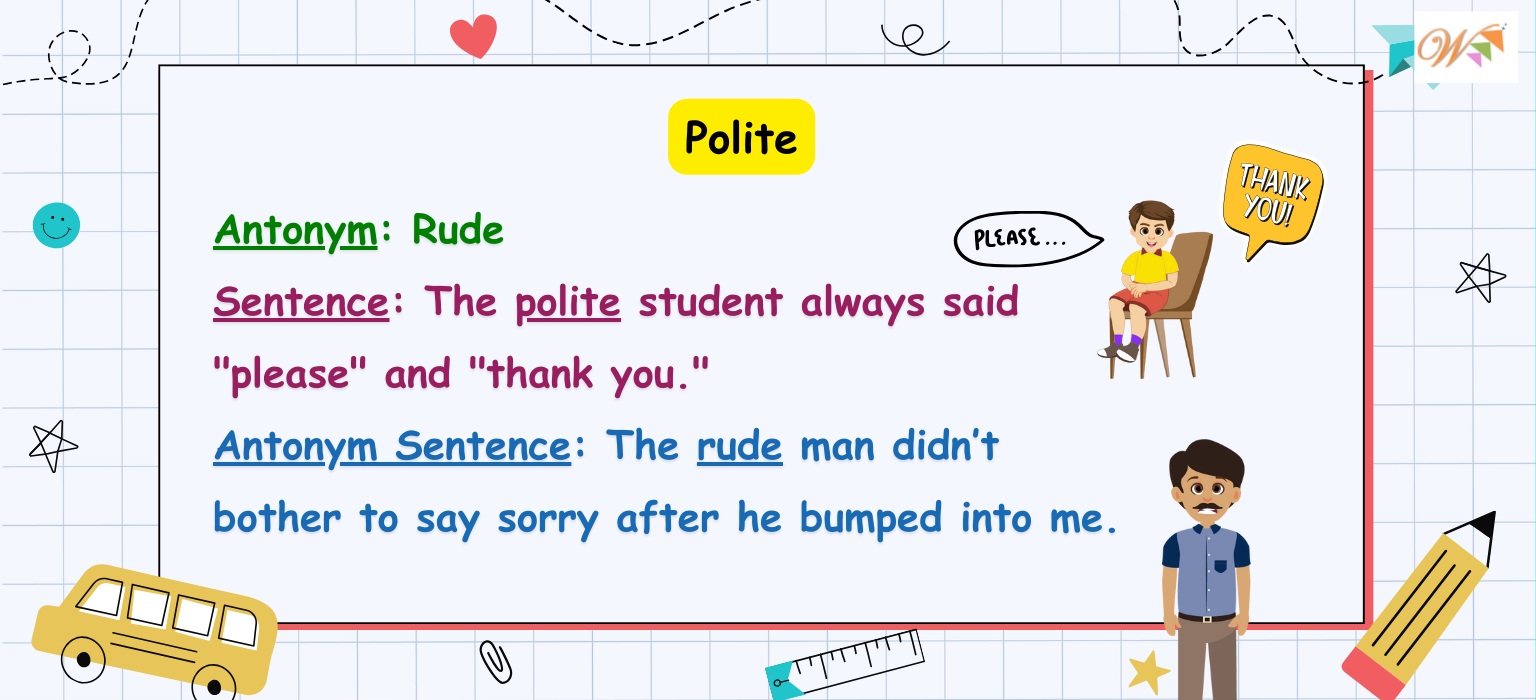 W
Polite
THANK
YOU!
Antonym: Rude
PLEASE...
Sentence: The polite student always said
"please" and "thank you."
Antonym Sentence: The rude man didn't
bother to say sorry after he bumped into me.